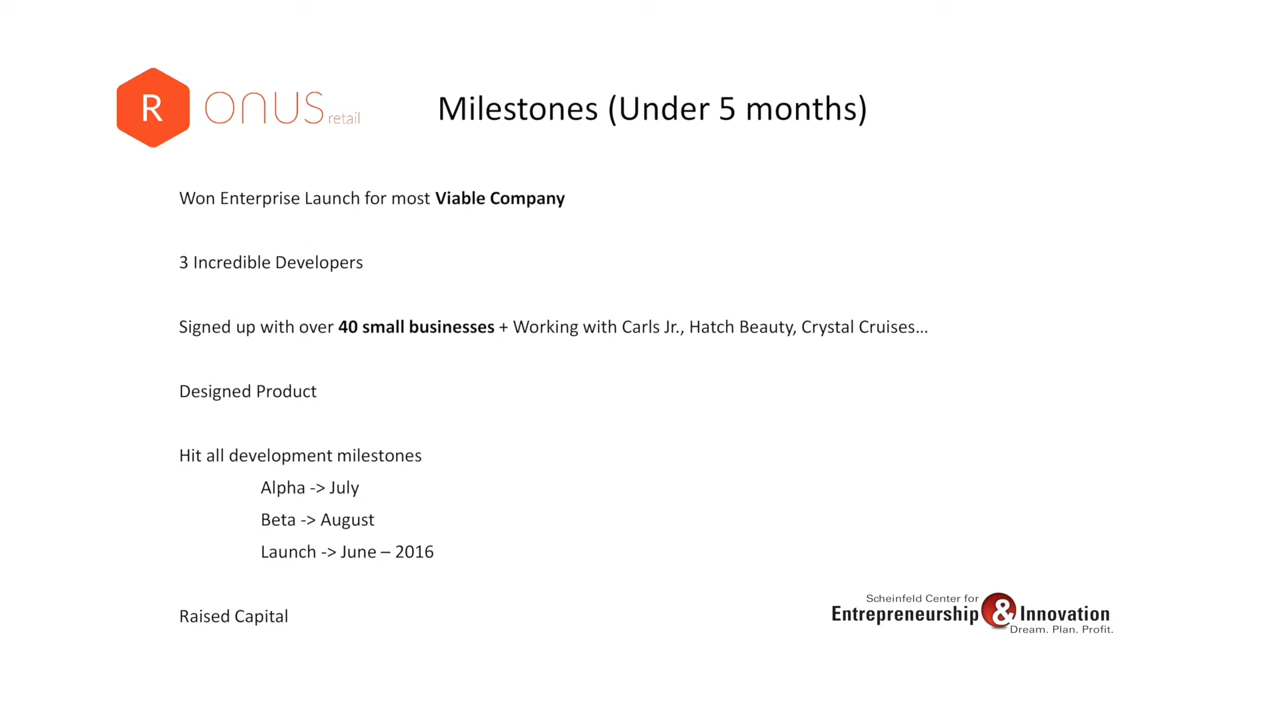 R onus retail
Milestones (Under 5 months)
Won Enterprise Launch for most Viable Company
3 Incredible Developers
Signed up with over 40 small businesses + Working with Carls Jr., Hatch Beauty, Crystal Cruises...
Designed Product
Hit all development milestones
Alpha -> July
Beta -> August
Launch -> June – 2016
Raised Capital
Scheinfeld Center for
Entrepreneurship & Innovation
Dream. Plan. Profit.